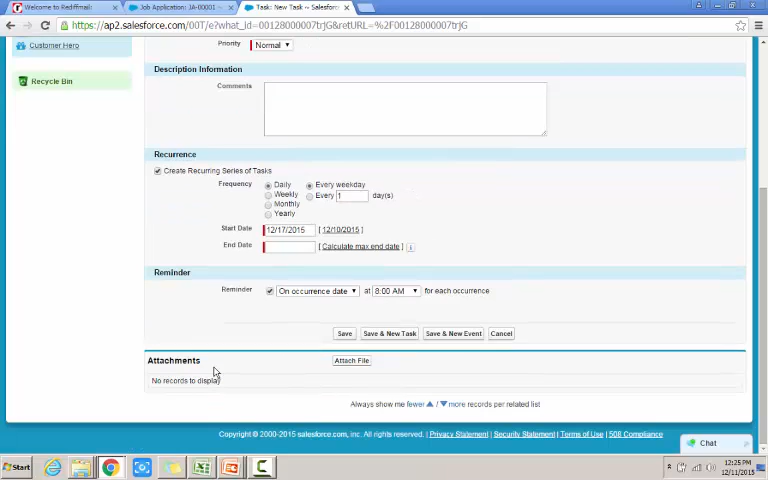 Welcome to Rediffmail:
Job Application: JA-00001 ~
Task: New Task ~ Salesforc
https://ap2.salesforce.com/00T/e?what_id=00128000007trJG&retURL=%2F00128000007trJG
Customer Hero
Recycle Bin
Priority
Normal
Description Information
Comments
Recurrence
Create Recurring Series of Tasks
Frequency
Daily
Every weekday
Weekly
Every 1 day(s)
Monthly
Yearly
Start Date 12/17/2015 [ 12/10/2015 ]
End Date [ Calculate max end date ] i
Reminder
Reminder On occurrence date at 8:00 AM for each occurrence
Save Save & New Task Save & New Event Cancel
Attachments Attach File
No records to display
Always show me fewer / more records per related list
Copyright © 2000-2015 salesforce.com, inc. All rights reserved. | Privacy Statement | Security Statement | Terms of Use | 508 Compliance
Chat
Start
12:25 PM
12/11/2015